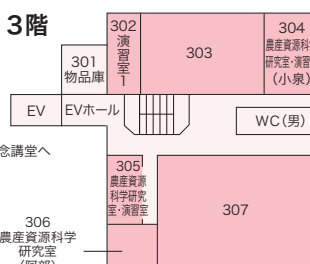 3階
302
演習室1
303
304
農産資源科
研究室・演習
(小泉)
301
物品庫
EV
EVホール
WC(男)
念講堂へ
305
農産資源
科学研究
室・演習室
307
306
農産資源科学
研究室
(阿部)